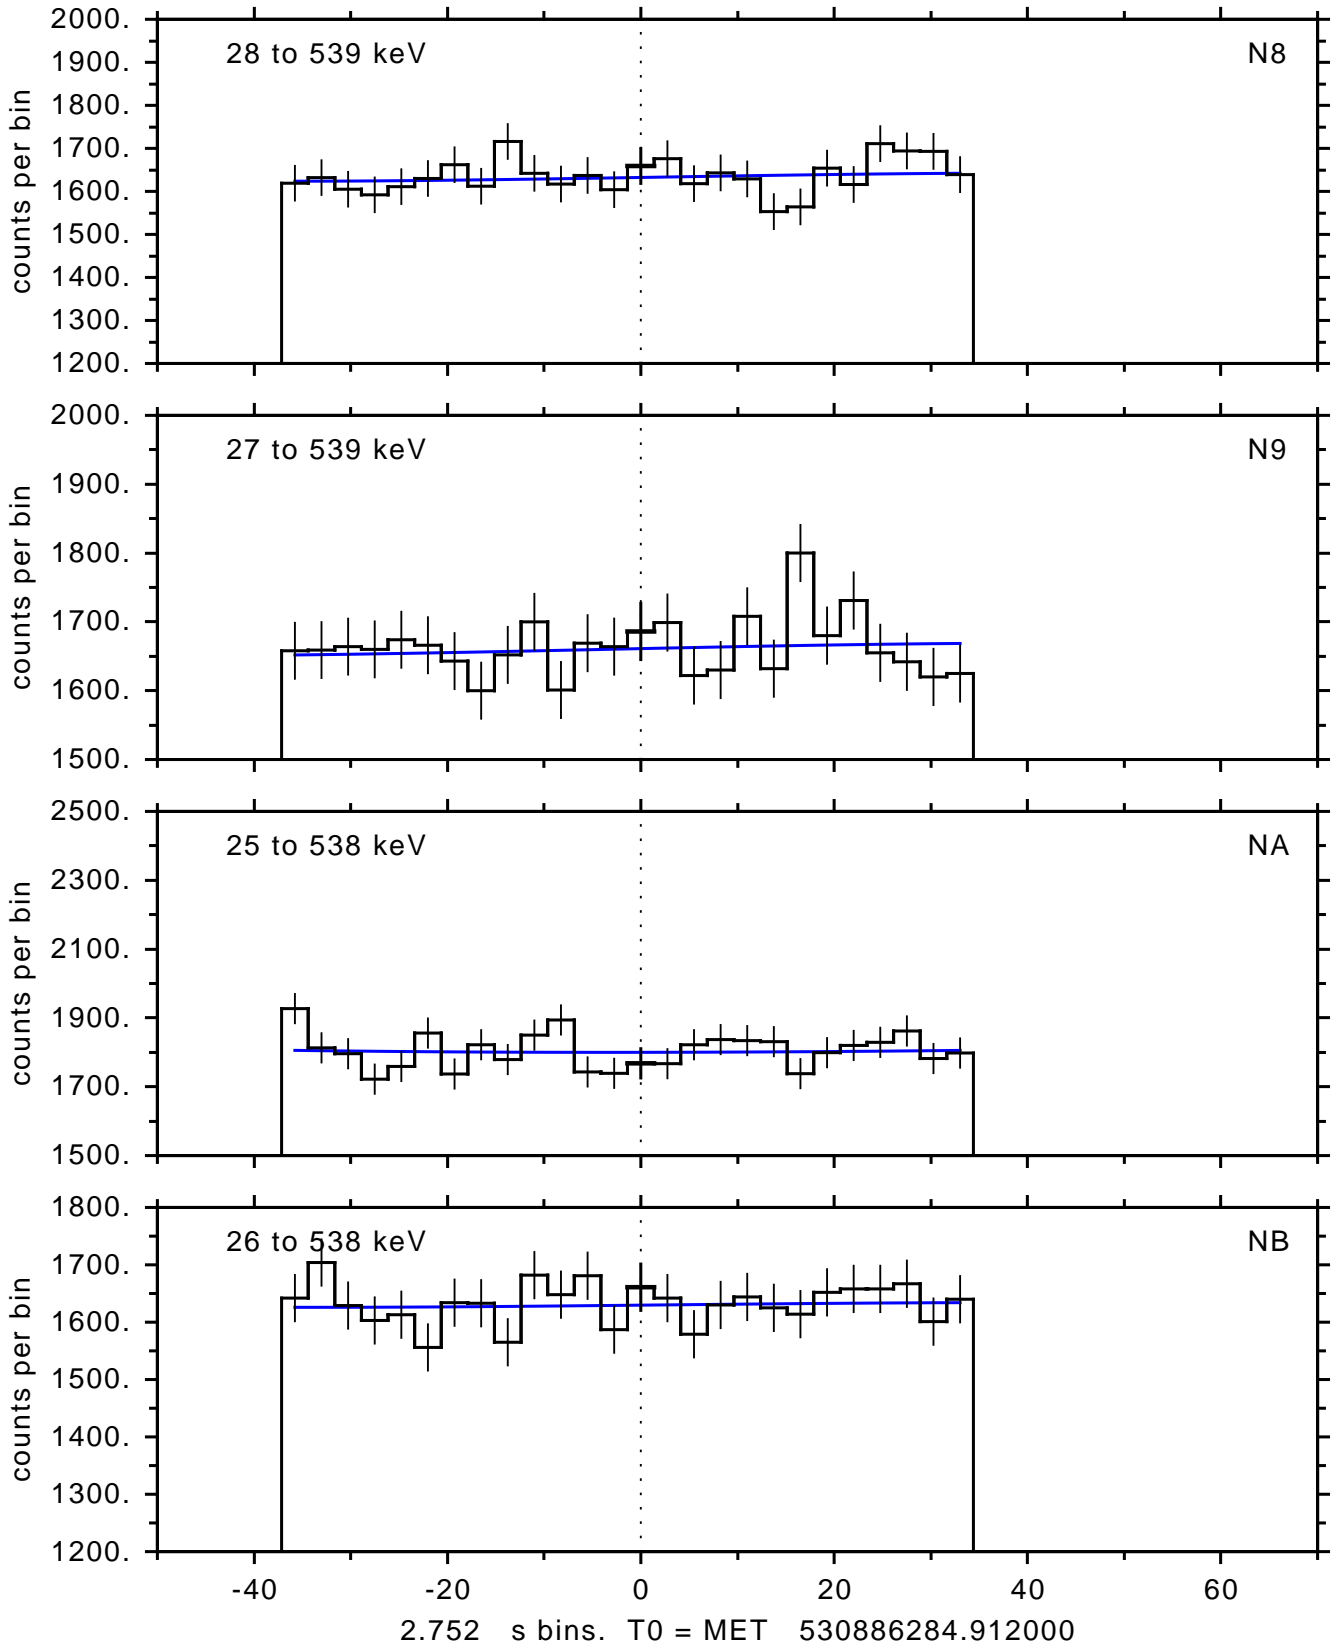 2000.
1900.
1800.
1700.
1600.
1500.
1400.
1300.
1200.
counts per bin
28 to 539 keV N8
2000.
1900.
1800.
1700.
1600.
1500.
counts per bin
27 to 539 keV N9
2500.
2300.
2100.
1900.
1700.
1500.
counts per bin
25 to 538 keV NA
1800.
1700.
1600.
1500.
1400.
1300.
1200.
counts per bin
26 to 538 keV NB
-40 -20 0 20 40 60
2.752 s bins. T0 = MET 530886284.912000